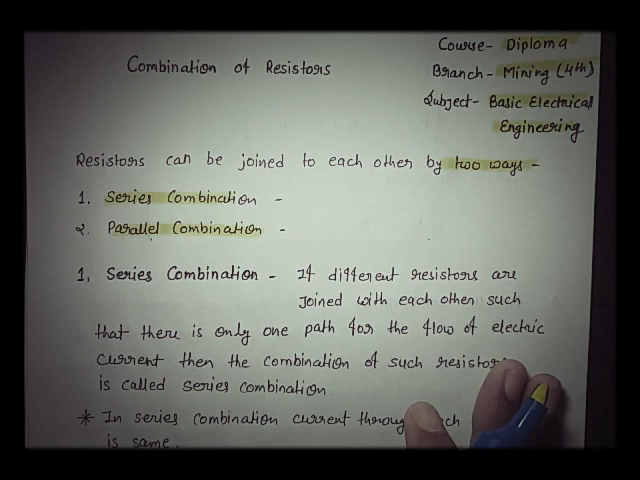 Course- Diploma
Combination of Resistors
Branch- Mining (4th)
Subject- Basic Electrical
Engineering
Resistors can be joined to each other by two ways -
1. Series Combination -
2. Parallel Combination -
1, Series Combination - If different resistors are
joined with each other such
that there is only one path for the flow of electric
current then the combination of such resistors
is called series combination
* In series combination current through
is same.